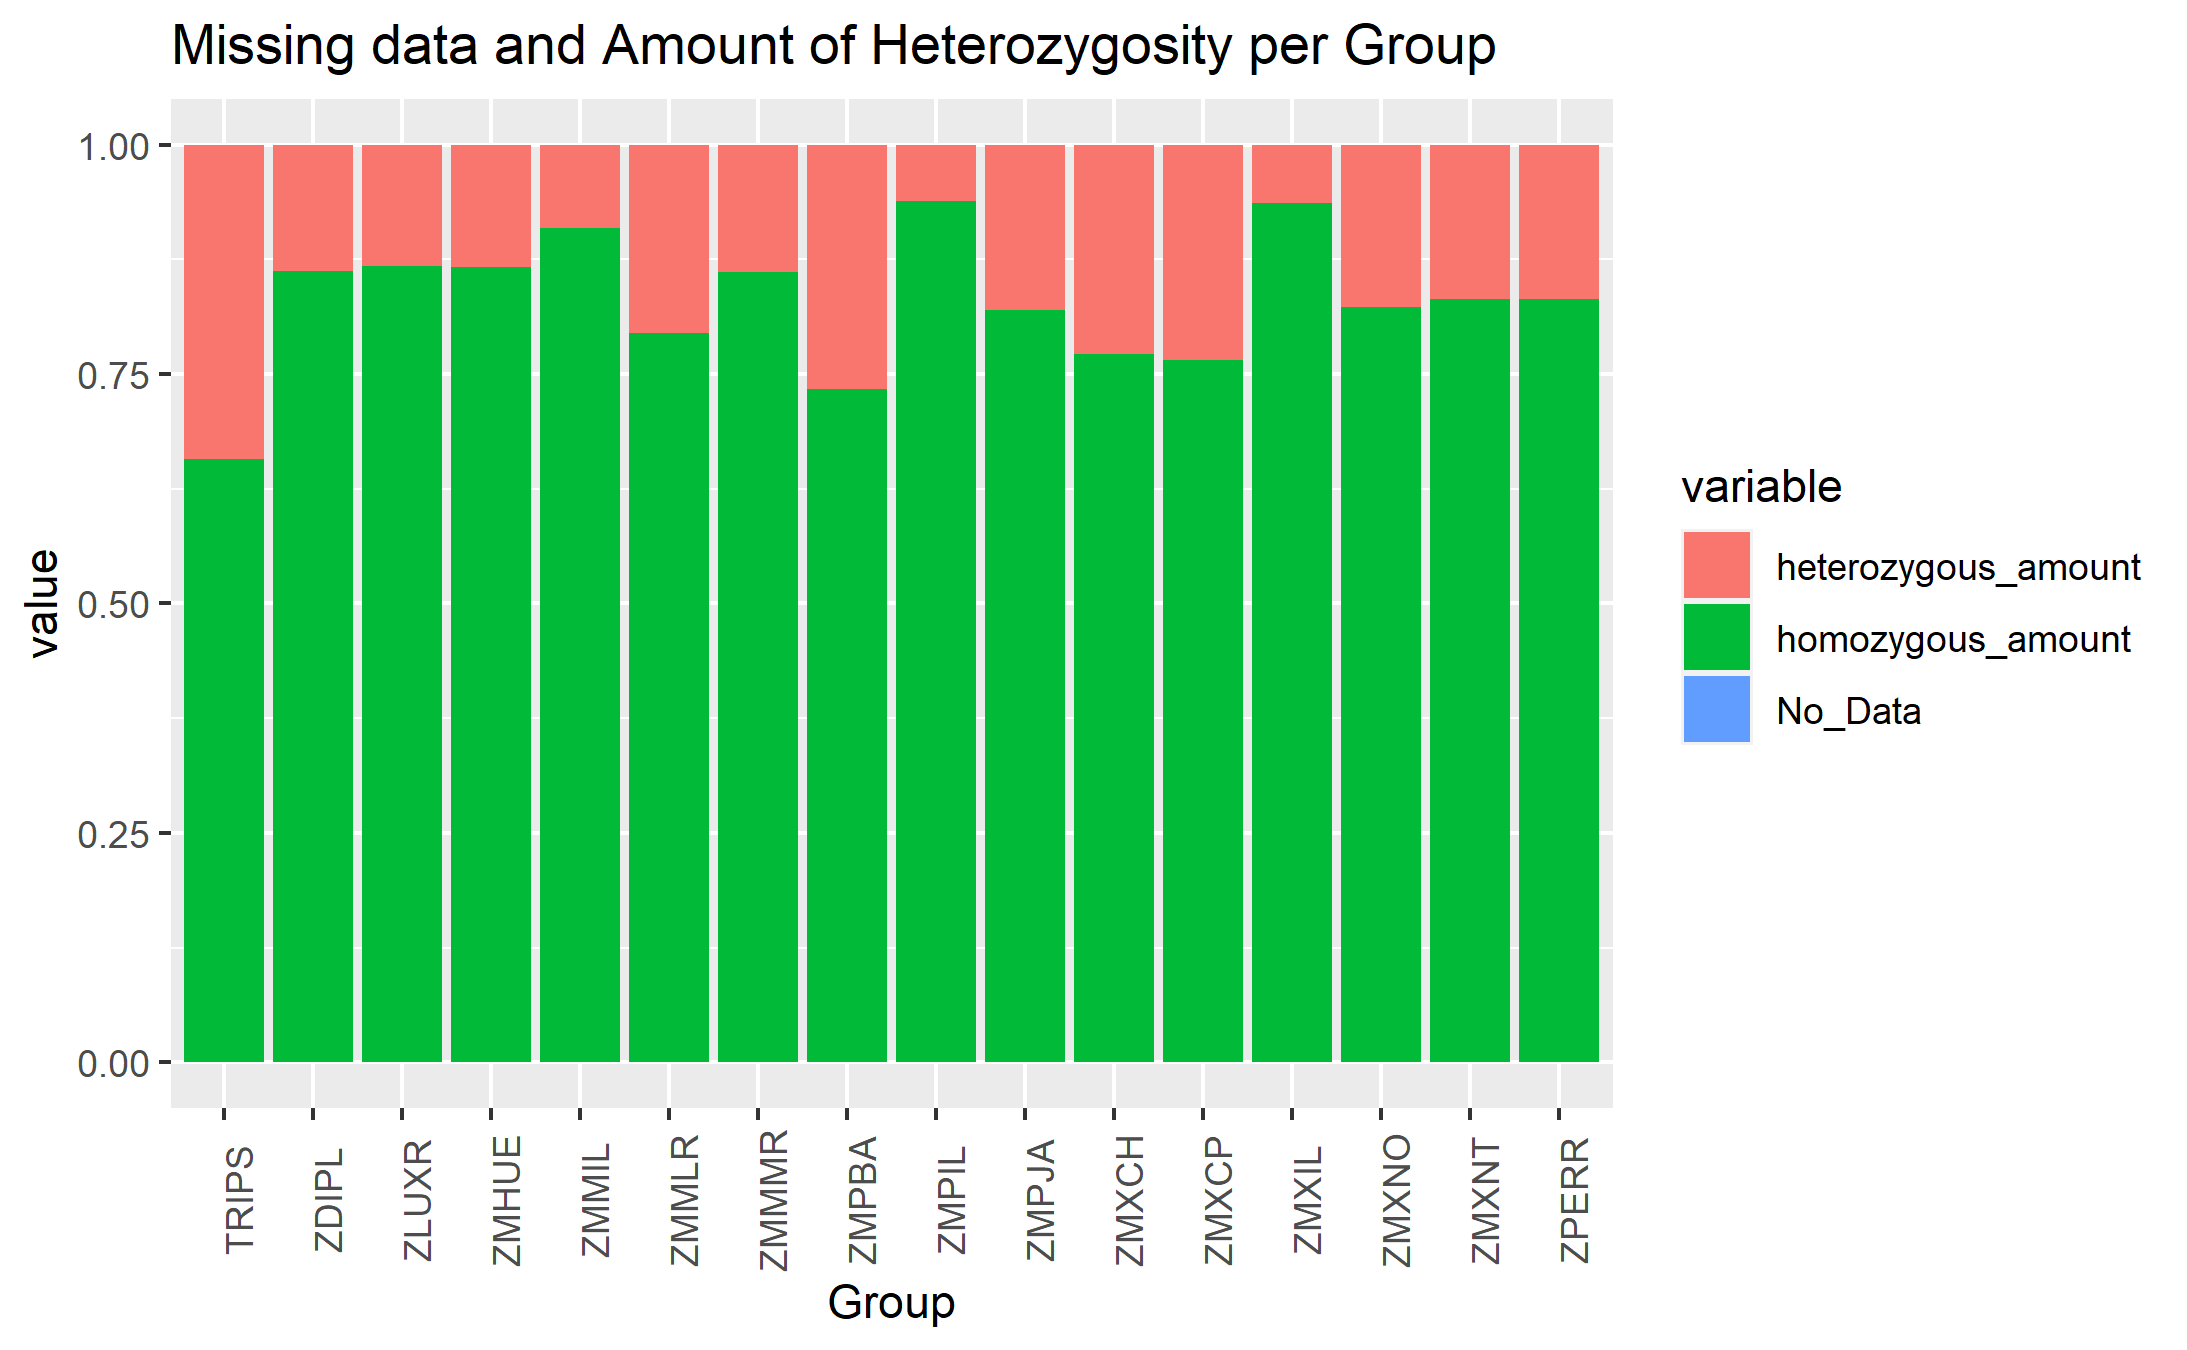 Missing data and Amount of Heterozygosity per Group
value
1.00
0.75
0.50
0.25
0.00
TRIPS
ZDIPL
ZLUXR
ZMHUE
ZMMIL
ZMMLR
ZMMMR
ZMPBA
ZMPIL
ZMPJA
ZMXCH
ZMXCP
ZMXIL
ZMXNO
ZMXNT
ZPERR
Group
variable
heterozygous_amount
homozygous_amount
No_Data